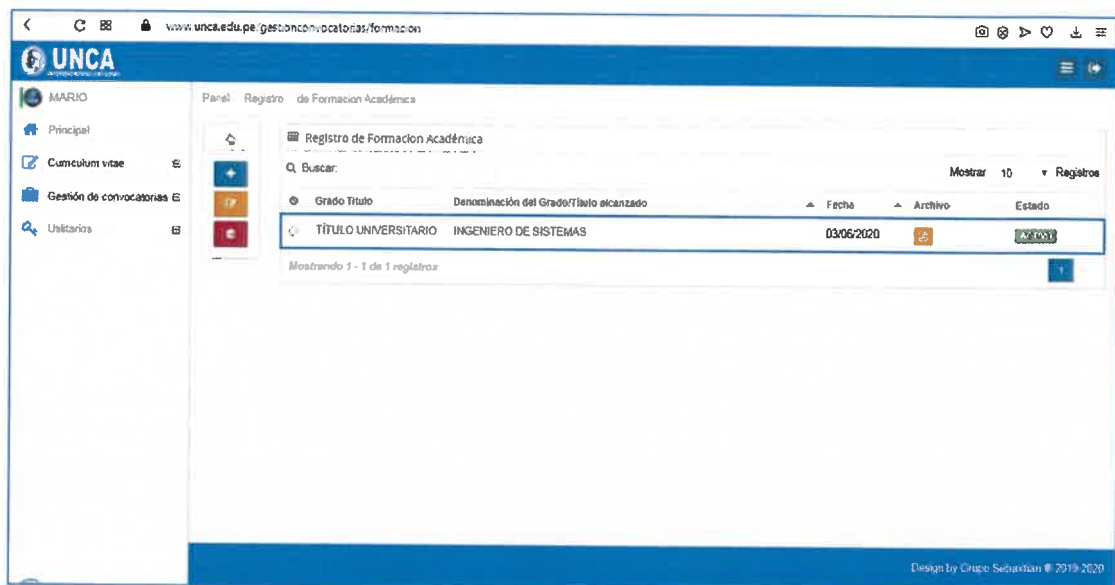 www.unca.edu.pe/gestionconvocatorias/formacion
UNCA
MARIO
Principal
Curriculum vitae
Gestión de convocatorias
Utilitarios
Panel Registro de Formacion Académica
Registro de Formacion Académica
Buscar:
Mostrar 10 Registros
Grado Titulo Denominación del Grado/Titulo alcanzado Fecha Archivo Estado
TÍTULO UNIVERSITARIO INGENIERO DE SISTEMAS 03/06/2020 ACTIVO
Mostrando 1 - 1 de 1 registros
1
Design by Grupo Sebastian © 2019-2020